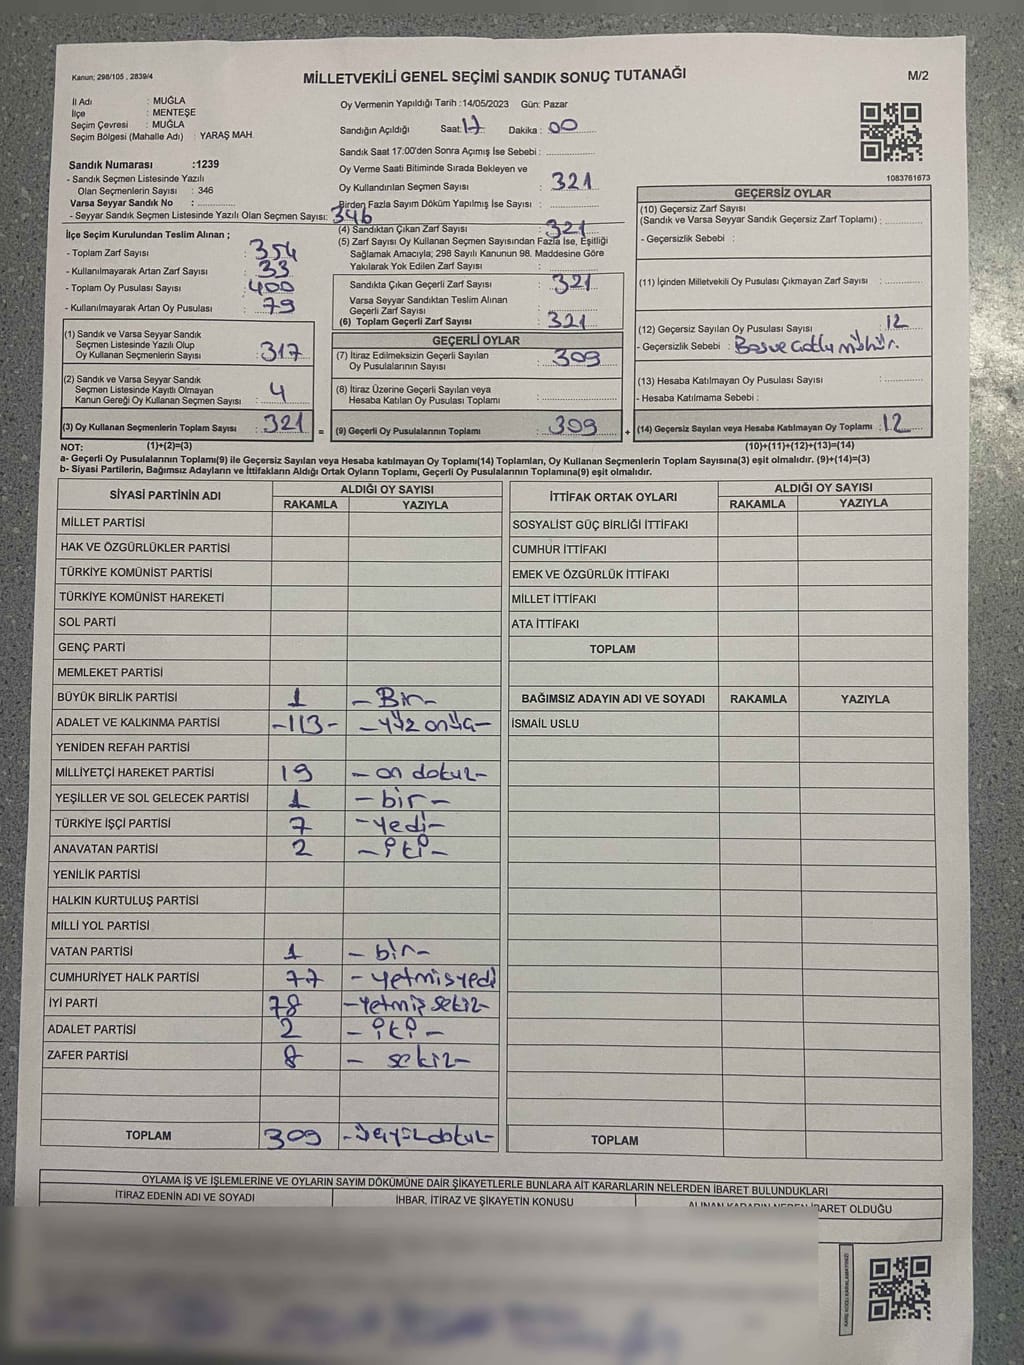 Kanun; 298/105 , 2839/4
MİLLETVEKİLİ GENEL SEÇİMİ SANDIK SONUÇ TUTANAĞI
M/2
İl Adı : MUĞLA
İlçe : MENTEŞE
Seçim Çevresi : MUĞLA
Seçim Bölgesi (Mahalle Adı) : YARAŞ MAH.
Sandık Numarası :1239
- Sandık Seçmen Listesinde Yazılı
Olan Seçmenlerin Sayısı : 346
Varsa Seyyar Sandık No :
- Seyyar Sandık Seçmen Listesinde Yazılı Olan Seçmen Sayısı: 346
İlçe Seçim Kurulundan Teslim Alınan ;
- Toplam Zarf Sayısı : 354
- Kullanılmayarak Artan Zarf Sayısı : 33
- Toplam Oy Pusulası Sayısı : 400
- Kullanılmayarak Artan Oy Pusulası : 79
(1) Sandık ve Varsa Seyyar Sandık
Seçmen Listesinde Yazılı Olup
Oy Kullanan Seçmenlerin Sayısı : 317
(2) Sandık ve Varsa Seyyar Sandık
Seçmen Listesinde Kayıtlı Olmayan
Kanun Gereği Oy Kullanan Seçmen Sayısı : 4
(3) Oy Kullanan Seçmenlerin Toplam Sayısı : 321 =
Oy Vermenin Yapıldığı Tarih :14/05/2023 Gün: Pazar
Sandığın Açıldığı Saat: 17 Dakika : 00
Sandık Saat 17:00'den Sonra Açımış İse Sebebi :
Oy Verme Saati Bitiminde Sırada Bekleyen ve
Oy Kullandırılan Seçmen Sayısı : 321
Birden Fazla Sayım Döküm Yapılmış İse Sayısı :
(4) Sandıktan Çıkan Zarf Sayısı : 321
(5) Zarf Sayısı Oy Kullanan Seçmen Sayısından Fazla İse, Eşitliği
Sağlamak Amacıyla; 298 Sayılı Kanunun 98. Maddesine Göre
Yakılarak Yok Edilen Zarf Sayısı :
Sandıkta Çıkan Geçerli Zarf Sayısı : 321
Varsa Seyyar Sandıktan Teslim Alınan
Geçerli Zarf Sayısı :
(6) Toplam Geçerli Zarf Sayısı : 321
GEÇERLİ OYLAR
(7) İtiraz Edilmeksizin Geçerli Sayılan
Oy Pusulalarının Sayısı : 309
(8) İtiraz Üzerine Geçerli Sayılan veya
Hesaba Katılan Oy Pusulası Toplamı :
(9) Geçerli Oy Pusulalarının Toplamı : 309 +
1083761673
GEÇERSİZ OYLAR
(10) Geçersiz Zarf Sayısı
(Sandık ve Varsa Seyyar Sandık Geçersiz Zarf Toplamı) :
- Geçersizlik Sebebi :
(11) İçinden Milletvekili Oy Pusulası Çıkmayan Zarf Sayısı :
(12) Geçersiz Sayılan Oy Pusulası Sayısı : 12
- Geçersizlik Sebebi :
(13) Hesaba Katılmayan Oy Pusulası Sayısı :
- Hesaba Katılmama Sebebi :
(14) Geçersiz Sayılan veya Hesaba Katılmayan Oy Toplamı : 12
NOT: (1)+(2)=(3) (10)+(11)+(12)+(13)=(14)
a- Geçerli Oy Pusulalarının Toplamı(9) ile Geçersiz Sayılan veya Hesaba katılmayan Oy Toplamı(14) Toplamları, Oy Kullanan Seçmenlerin Toplam Sayısına(3) eşit olmalıdır. (9)+(14)=(3)
b- Siyasi Partilerin, Bağımsız Adayların ve İttifakların Aldığı Ortak Oyların Toplamı, Geçerli Oy Pusulalarının Toplamına(9) eşit olmalıdır.
SİYASİ PARTİNİN ADI ALDIĞI OY SAYISI
RAKAMLA YAZIYLA
MİLLET PARTİSİ
HAK VE ÖZGÜRLÜKLER PARTİSİ
TÜRKİYE KOMÜNİST PARTİSİ
TÜRKİYE KOMÜNİST HAREKETİ
SOL PARTİ
GENÇ PARTİ
MEMLEKET PARTİSİ
BÜYÜK BİRLİK PARTİSİ 1 - Bir -
ADALET VE KALKINMA PARTİSİ -113- - yüz onüç -
YENİDEN REFAH PARTİSİ
MİLLİYETÇİ HAREKET PARTİSİ 19 - on dokuz -
YEŞİLLER VE SOL GELECEK PARTİSİ 1 - bir -
TÜRKİYE İŞÇİ PARTİSİ 7 - yedi -
ANAVATAN PARTİSİ 2 - iki -
YENİLİK PARTİSİ
HALKIN KURTULUŞ PARTİSİ
MİLLİ YOL PARTİSİ
VATAN PARTİSİ 1 - bir -
CUMHURİYET HALK PARTİSİ 77 - yetmişyedi
İYİ PARTİ 78 - Yetmiş sekiz -
ADALET PARTİSİ 2 - iki -
ZAFER PARTİSİ 8 - sekiz -
TOPLAM 309 - üçyüzdokuz -
İTTİFAK ORTAK OYLARI ALDIĞI OY SAYISI
RAKAMLA YAZIYLA
SOSYALİST GÜÇ BİRLİĞİ İTTİFAKI
CUMHUR İTTİFAKI
EMEK VE ÖZGÜRLÜK İTTİFAKI
MİLLET İTTİFAKI
ATA İTTİFAKI
TOPLAM
BAĞIMSIZ ADAYIN ADI VE SOYADI RAKAMLA YAZIYLA
İSMAİL USLU
TOPLAM
OYLAMA İŞ VE İŞLEMLERİNE VE OYLARIN SAYIM DÖKÜMÜNE DAİR ŞİKAYETLERLE BUNLARA AİT KARARLARIN NELERDEN İBARET BULUNDUKLARI
İTİRAZ EDENİN ADI VE SOYADI İHBAR, İTİRAZ VE ŞİKAYETİN KONUSU ALINAN KARARIN NEDEN İBARET OLDUĞU